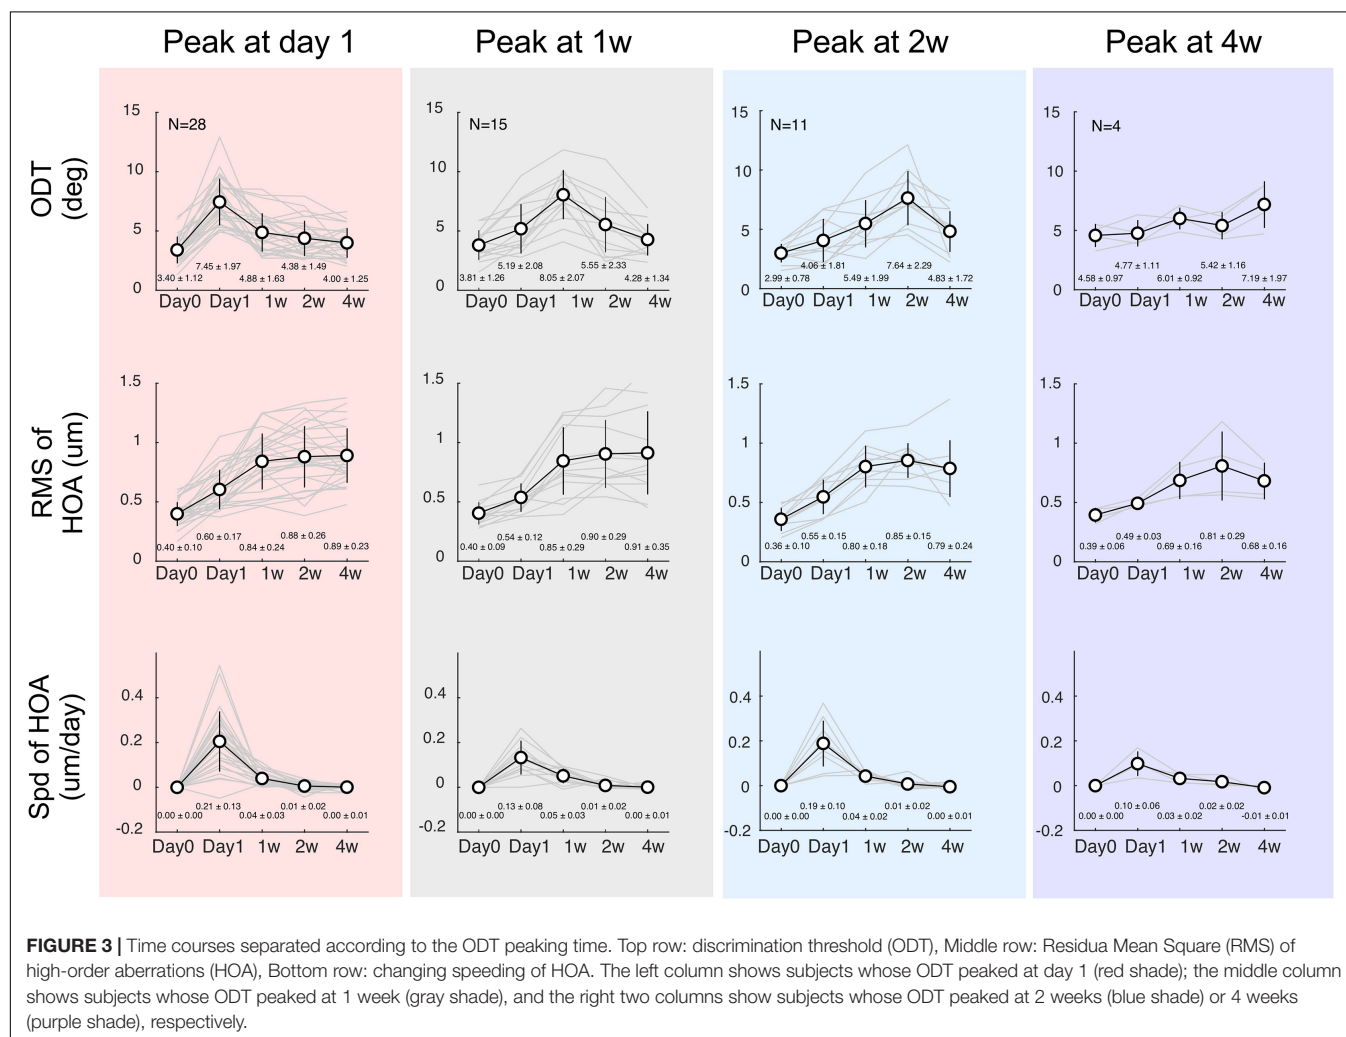 Peak at day 1 Peak at 1w Peak at 2w Peak at 4w
ODT
(deg)
15
10
5
0
N=28
7.45 ± 1.97 4.38 ± 1.49
3.40 ± 1.12 4.88 ± 1.63 4.00 ± 1.25
Day0 Day1 1w 2w 4w
15
10
5
0
N=15
5.19 ± 2.08 5.55 ± 2.33
3.81 ± 1.26 8.05 ± 2.07 4.28 ± 1.34
Day0 Day1 1w 2w 4w
15
10
5
0
N=11
4.06 ± 1.81 7.64 ± 2.29
2.99 ± 0.78 5.49 ± 1.99 4.83 ± 1.72
Day0 Day1 1w 2w 4w
15
10
5
0
N=4
4.77 ± 1.11 5.42 ± 1.16
4.58 ± 0.97 6.01 ± 0.92 7.19 ± 1.97
Day0 Day1 1w 2w 4w
RMS of
HOA (um)
1.5
1
0.5
0
0.60 ± 0.17 0.88 ± 0.26
0.40 ± 0.10 0.84 ± 0.24 0.89 ± 0.23
Day0 Day1 1w 2w 4w
1.5
1
0.5
0
0.54 ± 0.12 0.90 ± 0.29
0.40 ± 0.09 0.85 ± 0.29 0.91 ± 0.35
Day0 Day1 1w 2w 4w
1.5
1
0.5
0
0.55 ± 0.15 0.85 ± 0.15
0.36 ± 0.10 0.80 ± 0.18 0.79 ± 0.24
Day0 Day1 1w 2w 4w
1.5
1
0.5
0
0.49 ± 0.03 0.81 ± 0.29
0.39 ± 0.06 0.69 ± 0.16 0.68 ± 0.16
Day0 Day1 1w 2w 4w
Spd of HOA
(um/day)
0.4
0.2
0
-0.2
0.21 ± 0.13 0.01 ± 0.02
0.00 ± 0.00 0.04 ± 0.03 0.00 ± 0.01
Day0 Day1 1w 2w 4w
0.4
0.2
0
-0.2
0.13 ± 0.08 0.01 ± 0.02
0.00 ± 0.00 0.05 ± 0.03 0.00 ± 0.01
Day0 Day1 1w 2w 4w
0.4
0.2
0
-0.2
0.19 ± 0.10 0.01 ± 0.02
0.00 ± 0.00 0.04 ± 0.02 0.00 ± 0.01
Day0 Day1 1w 2w 4w
0.4
0.2
0
-0.2
0.10 ± 0.06 0.02 ± 0.02
0.00 ± 0.00 0.03 ± 0.02 -0.01 ± 0.01
Day0 Day1 1w 2w 4w
FIGURE 3 | Time courses separated according to the ODT peaking time. Top row: discrimination threshold (ODT), Middle row: Residua Mean Square (RMS) of
high-order aberrations (HOA), Bottom row: changing speeding of HOA. The left column shows subjects whose ODT peaked at day 1 (red shade); the middle column
shows subjects whose ODT peaked at 1 week (gray shade), and the right two columns show subjects whose ODT peaked at 2 weeks (blue shade) or 4 weeks
(purple shade), respectively.